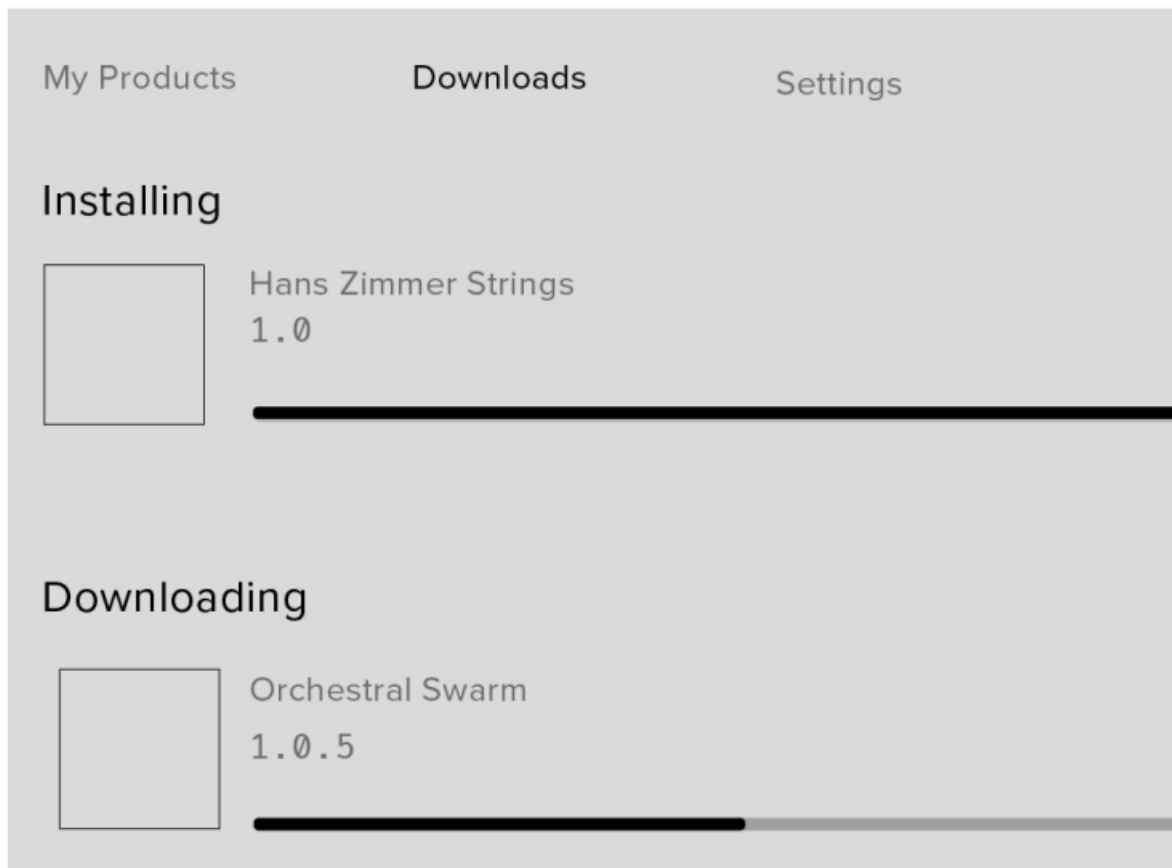 My Products
Downloads
Settings
Installing
Hans Zimmer Strings
1.0
Downloading
Orchestral Swarm
1.0.5